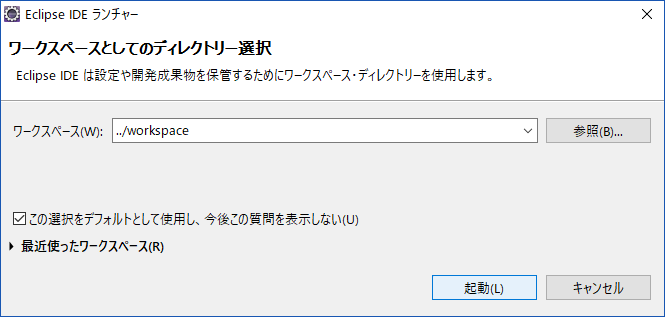 Eclipse IDE ランチャー
ワークスペースとしてのディレクトリー選択
Eclipse IDE は設定や開発成果物を保管するためにワークスペース・ディレクトリーを使用します。
ワークスペース(W): ../workspace 参照(B)...
この選択をデフォルトとして使用し、今後この質問を表示しない(U)
最近使ったワークスペース(R)
起動(L) キャンセル